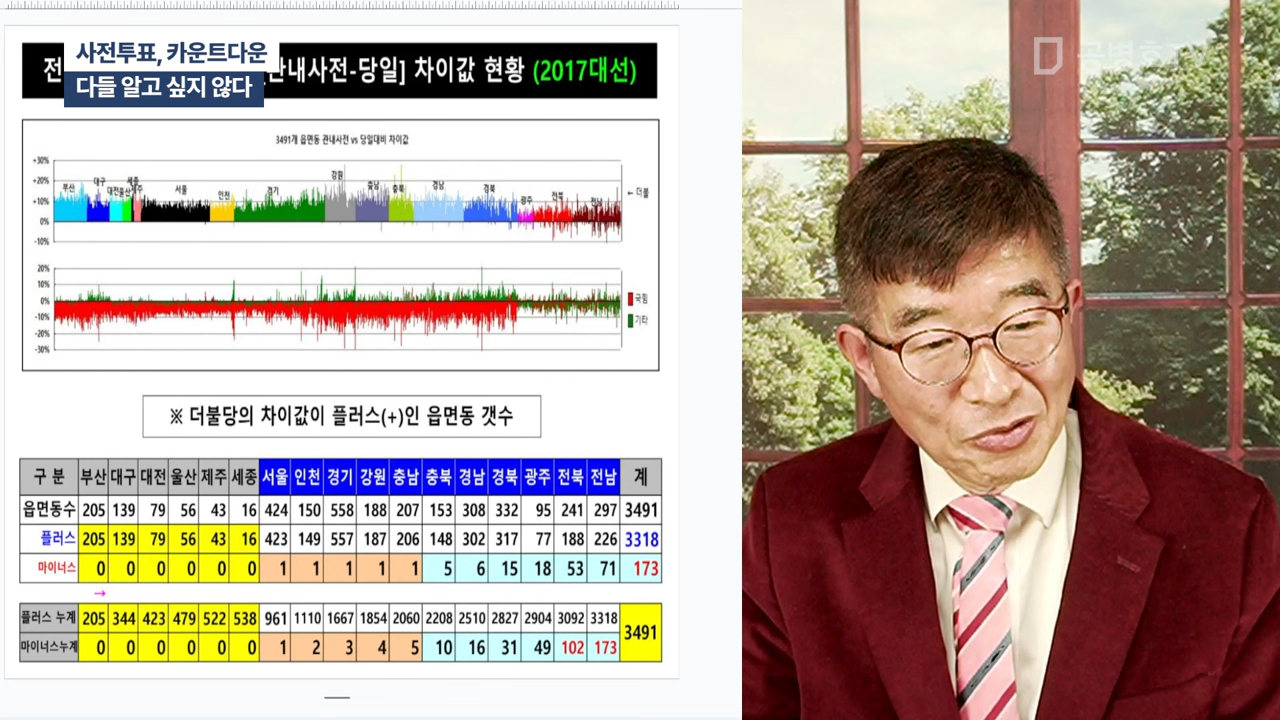 사전투표, 카운트다운
다들 알고 싶지 않다
전
관내사전-당일] 차이값 현황 (2017대선)
3491개 읍면동 관내사전 vs 당일대비 차이값
+30%
+20%
+10%
0%
-10%
부산 대구 대전 울산 세종 제주 서울 인천 경기 강원 충남 충북 경남 경북 광주 전북 전남
← 더불
20%
10%
0%
-10%
-20%
-30%
국힘
기타
※ 더불당의 차이값이 플러스(+)인 읍면동 갯수
구 분 부산 대구 대전 울산 제주 세종 서울 인천 경기 강원 충남 충북 경남 경북 광주 전북 전남 계
읍면동수 205 139 79 56 43 16 424 150 558 188 207 153 308 332 95 241 297 3491
플러스 205 139 79 56 43 16 423 149 557 187 206 148 302 317 77 188 226 3318
마이너스 0 0 0 0 0 0 1 1 1 1 1 5 6 15 18 53 71 173
→
플러스 누계 205 344 423 479 522 538 961 1110 1667 1854 2060 2208 2510 2827 2904 3092 3318 3491
마이너스누계 0 0 0 0 0 0 1 2 3 4 5 10 16 31 49 102 173